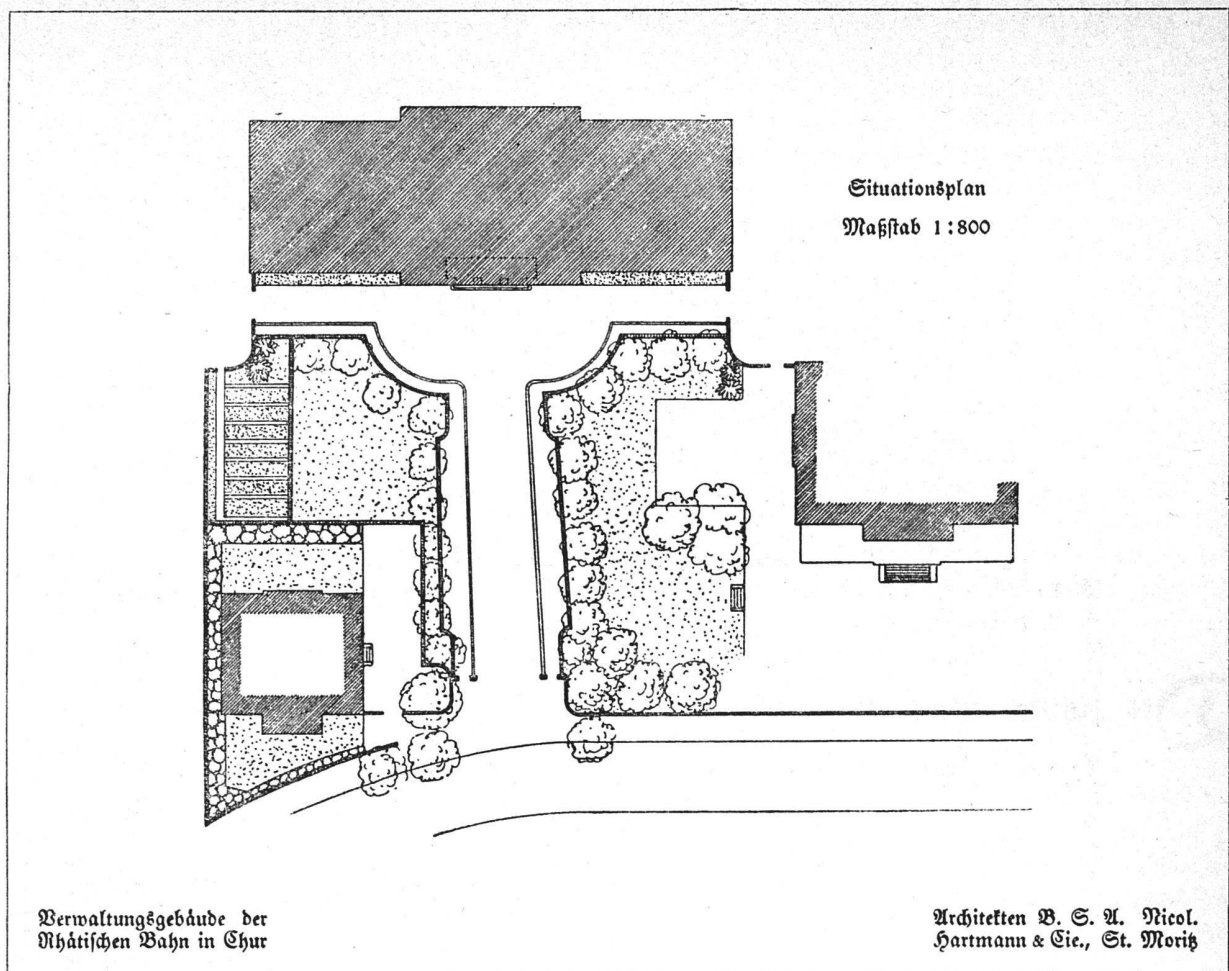 Situationsplan
Maßstab 1:800
Verwaltungsgebäude der
Rhätischen Bahn in Chur
Architekten B. S. A. Nicol.
Hartmann & Cie., St. Moritz